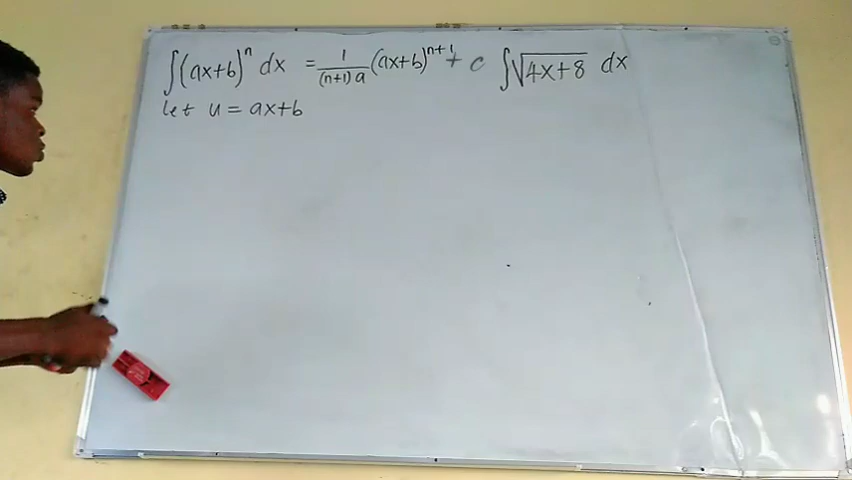 ∫(ax+b)^n dx = 1/((n+1)a) (ax+b)^(n+1) + c ∫√(4x+8) dx
let u = ax+b